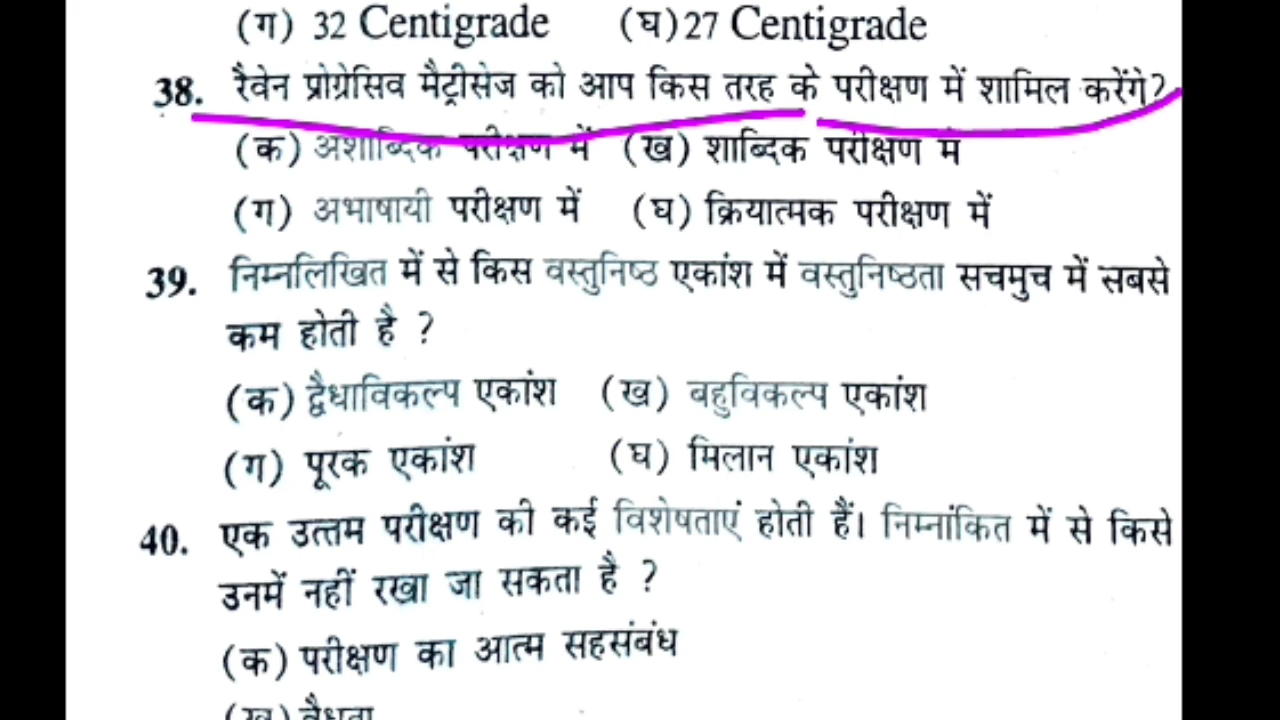 (ग) 32 Centigrade (घ) 27 Centigrade
38. रैवेन प्रोग्रेसिव मैट्रीसेज को आप किस तरह के परीक्षण में शामिल करेंगे?
(क) अशाब्दिक परीक्षण में (ख) शाब्दिक परीक्षण में
(ग) अभाषायी परीक्षण में (घ) क्रियात्मक परीक्षण में
39. निम्नलिखित में से किस वस्तुनिष्ठ एकांश में वस्तुनिष्ठता सचमुच में सबसे
कम होती है ?
(क) द्वैधाविकल्प एकांश (ख) बहुविकल्प एकांश
(ग) पूरक एकांश (घ) मिलान एकांश
40. एक उत्तम परीक्षण की कई विशेषताएं होती हैं। निम्नांकित में से किसे
उनमें नहीं रखा जा सकता है ?
(क) परीक्षण का आत्म सहसंबंध
(ख) वैधता